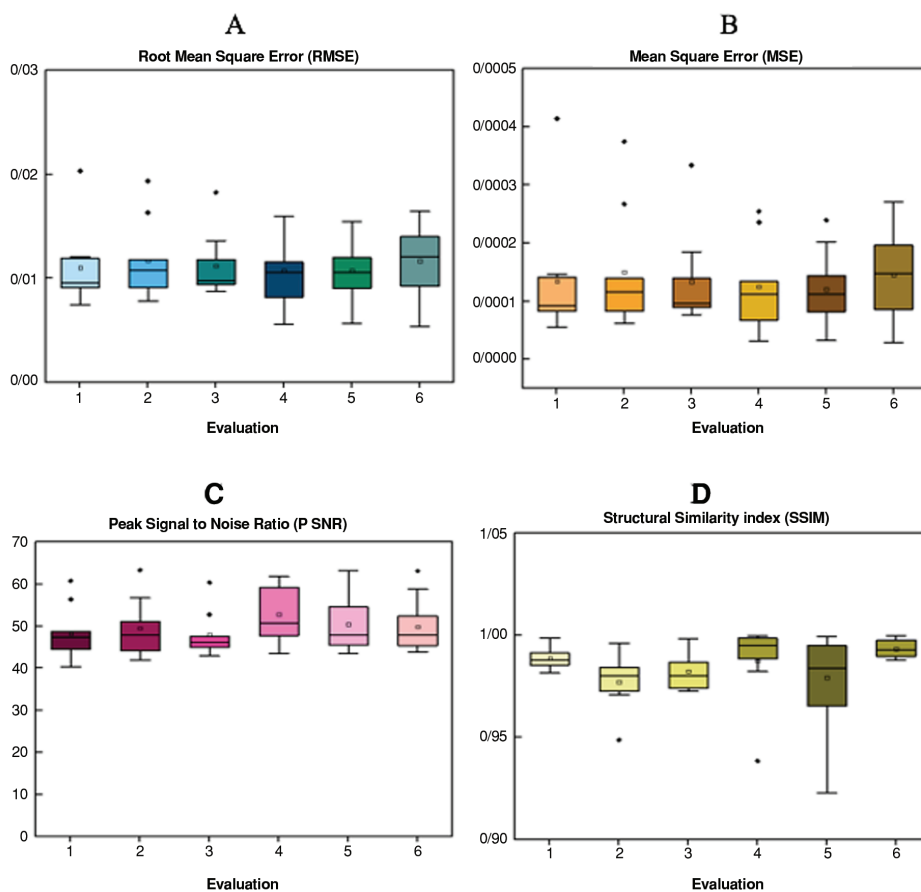 A
Root Mean Square Error (RMSE)
0/03
0/02
0/01
0/00
1 2 3 4 5 6
Evaluation
B
Mean Square Error (MSE)
0/0005
0/0004
0/0003
0/0002
0/0001
0/0000
1 2 3 4 5 6
Evaluation
C
Peak Signal to Noise Ratio (P SNR)
70
60
50
40
30
20
10
0
1 2 3 4 5 6
Evaluation
D
Structural Similarity index (SSIM)
1/05
1/00
0/95
0/90
1 2 3 4 5 6
Evaluation